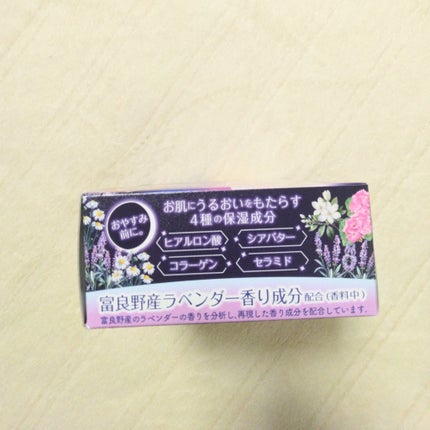 おやすみ
前に。
お肌にうるおいをもたらす
4種の保湿成分
ヒアルロン酸
シアバター
コラーゲン
セラミド
富良野産ラベンダー香り成分配合(香料中)
富良野産のラベンダーの香りを分析し、再現した香り成分を配合しています。